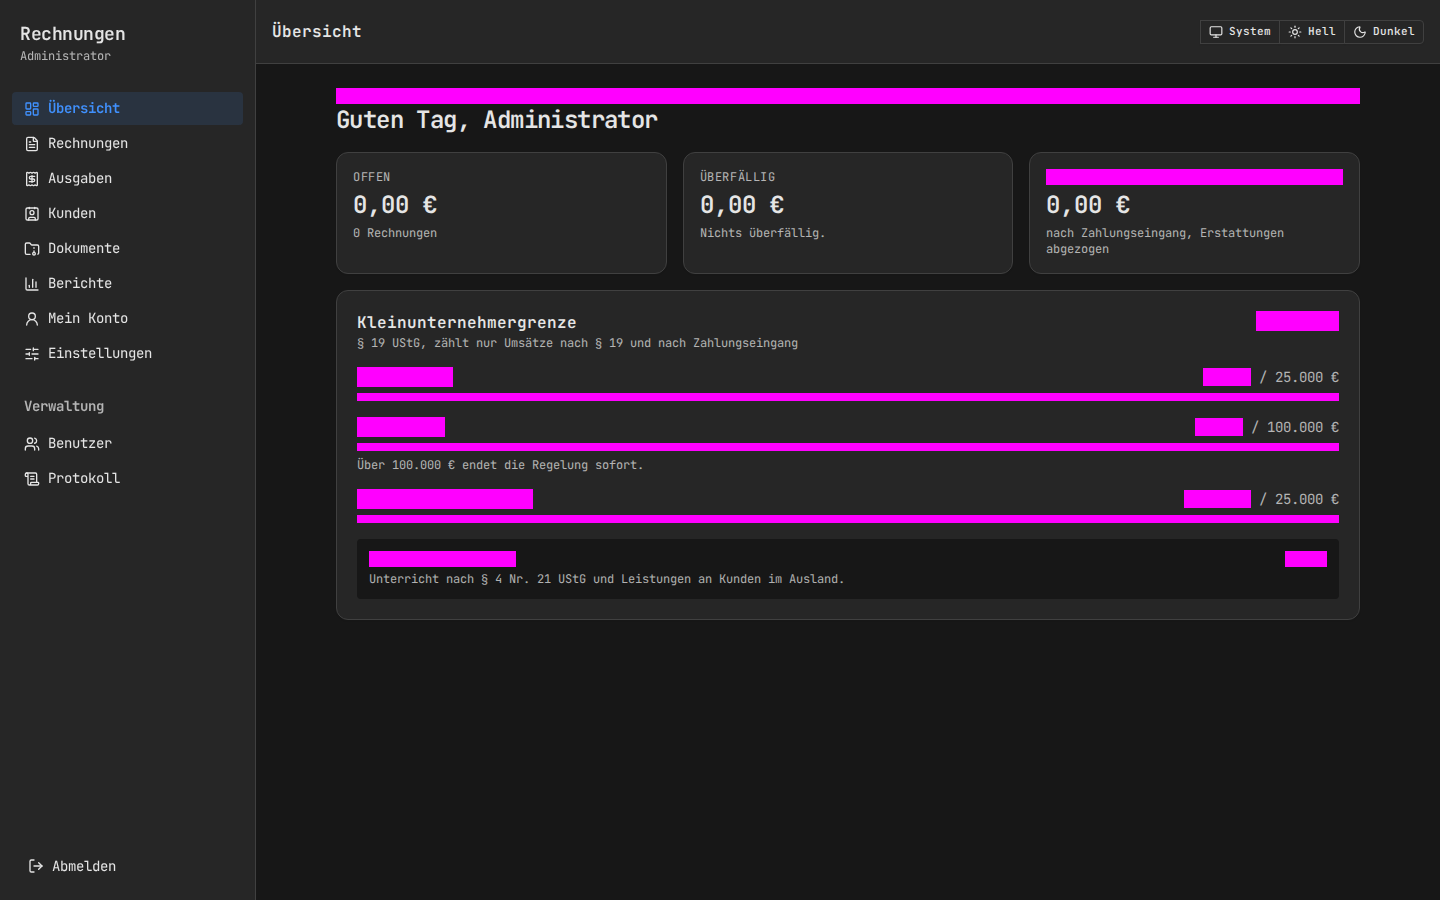 Rechnungen
Administrator
Übersicht
Rechnungen
Ausgaben
Kunden
Dokumente
Berichte
Mein Konto
Einstellungen
Verwaltung
Benutzer
Protokoll
Abmelden
Übersicht
System
Hell
Dunkel
Guten Tag, Administrator
OFFEN
0,00 €
0 Rechnungen
ÜBERFÄLLIG
0,00 €
Nichts überfällig.
0,00 €
nach Zahlungseingang, Erstattungen
abgezogen
Kleinunternehmergrenze
§ 19 UStG, zählt nur Umsätze nach § 19 und nach Zahlungseingang
/ 25.000 €
/ 100.000 €
Über 100.000 € endet die Regelung sofort.
/ 25.000 €
Unterricht nach § 4 Nr. 21 UStG und Leistungen an Kunden im Ausland.